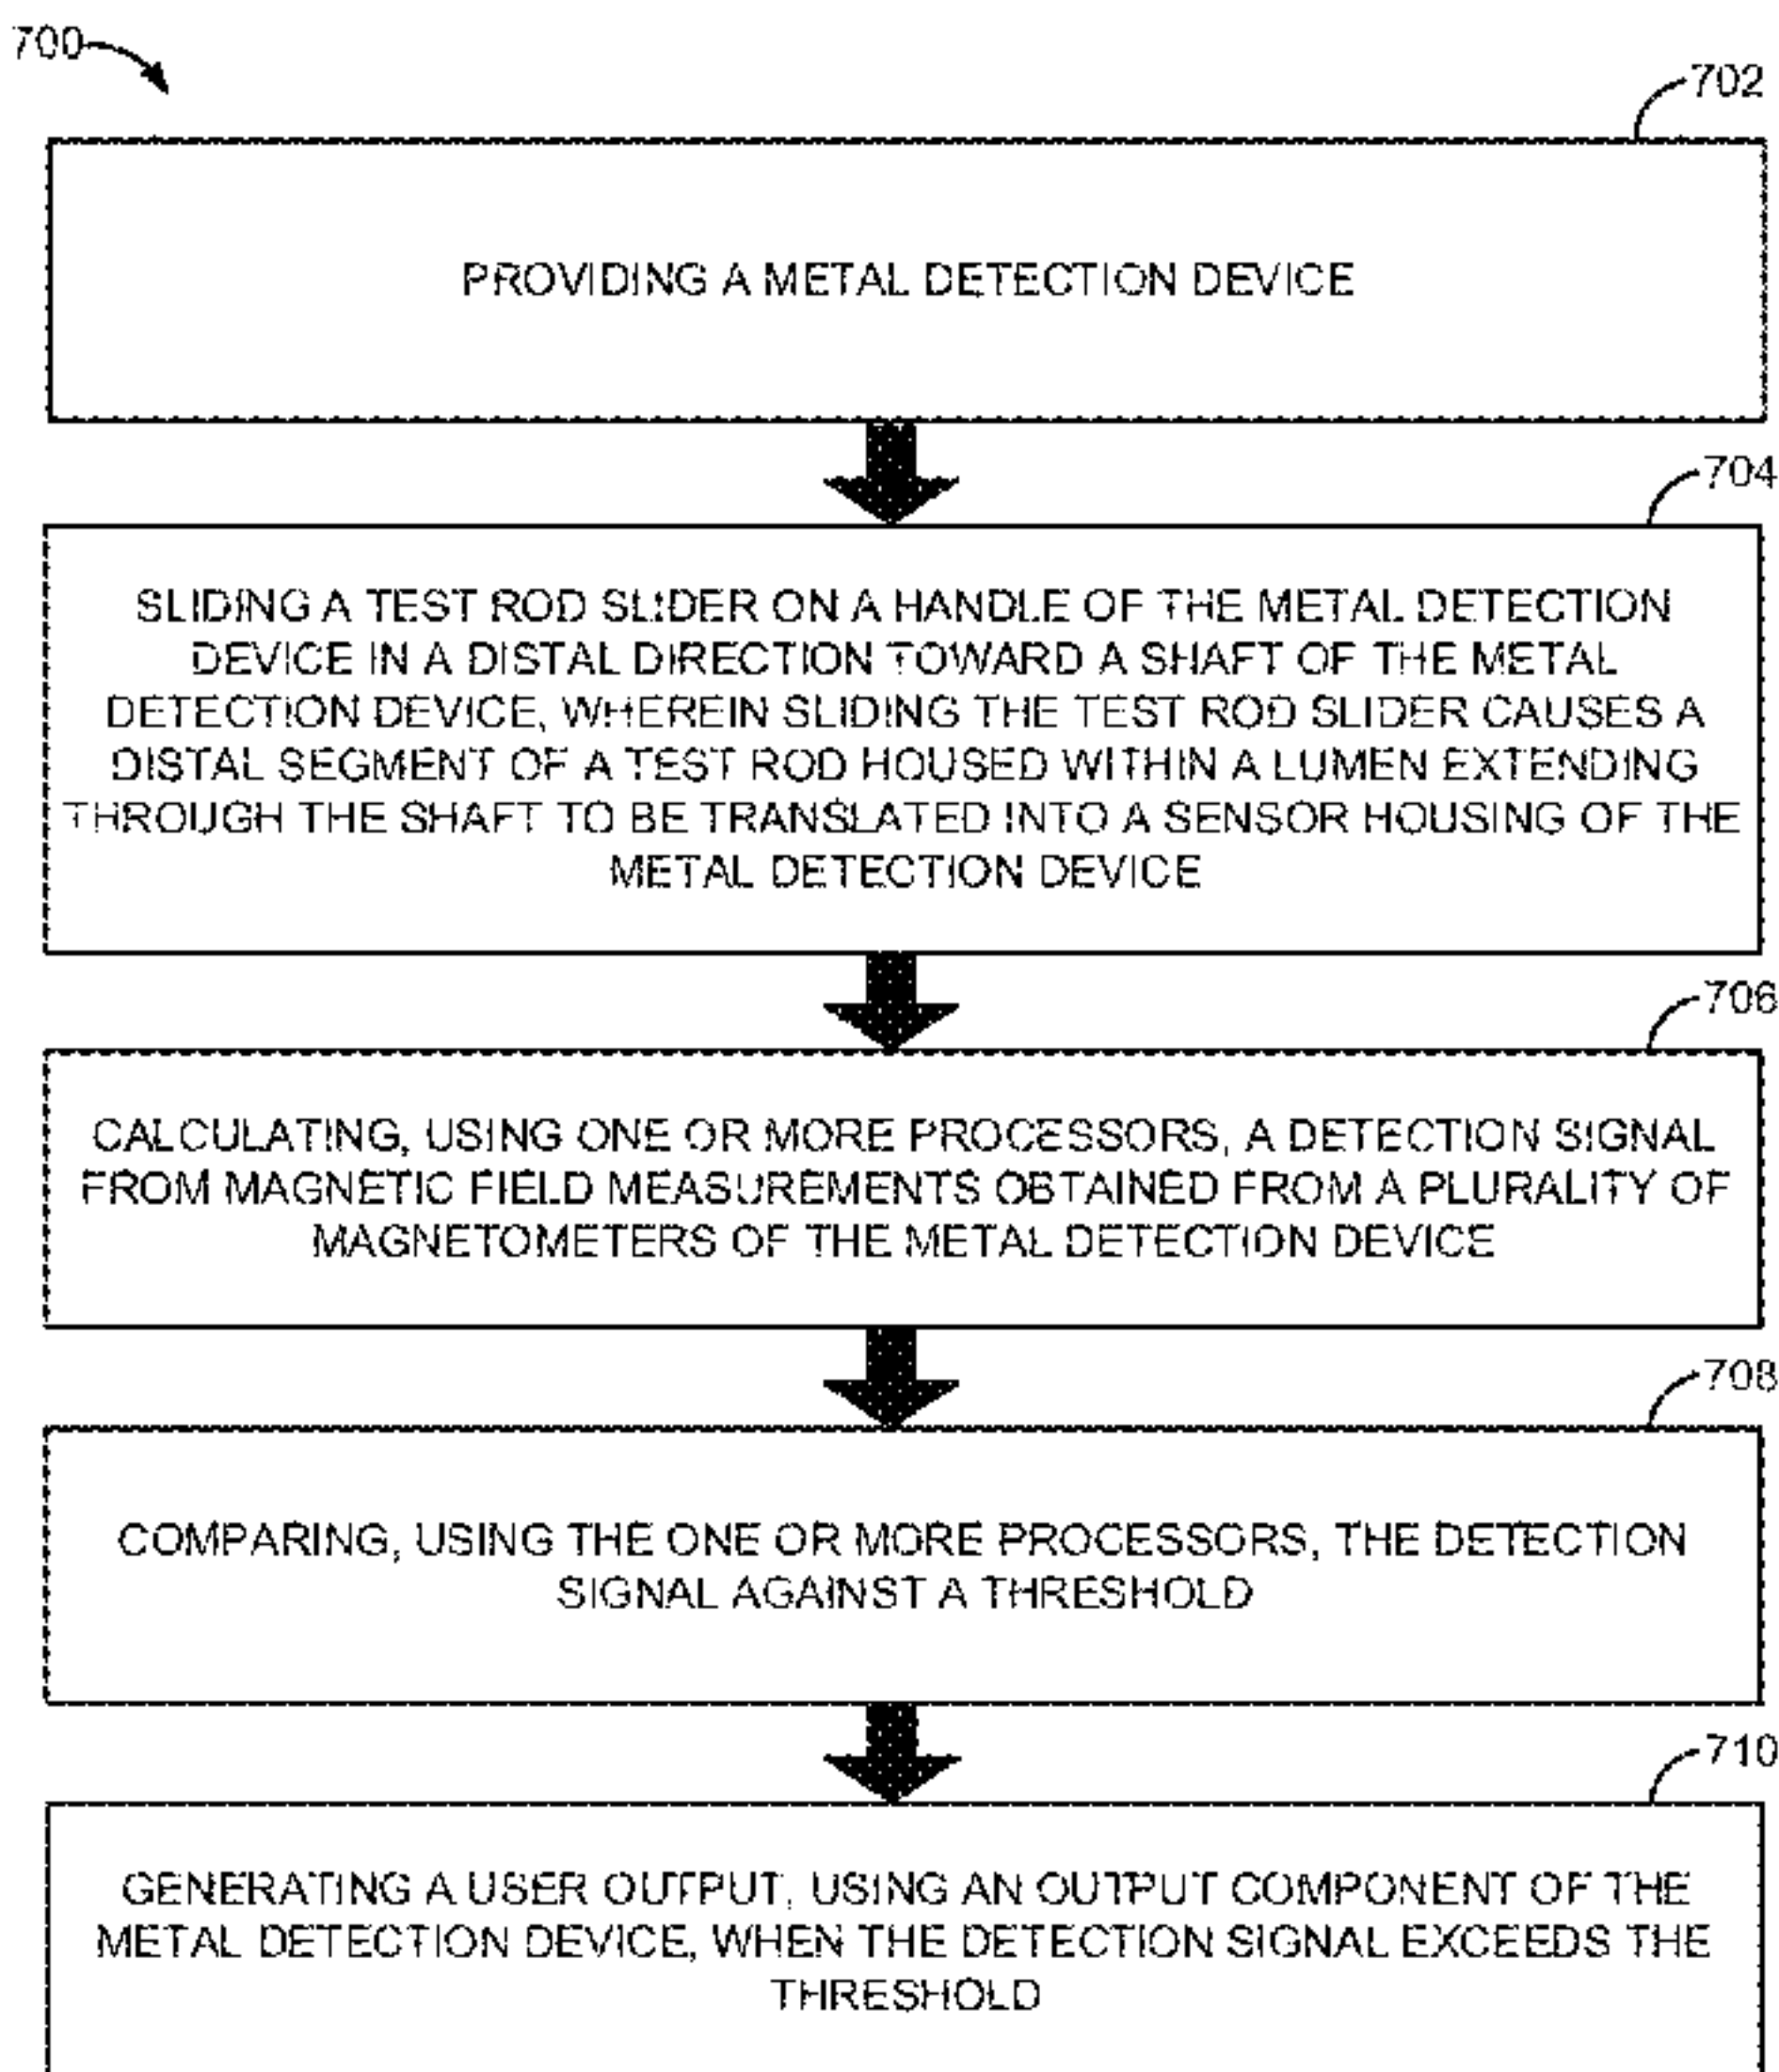 700
702
PROVIDING A METAL DETECTION DEVICE
704
SLIDING A TEST ROD SLIDER ON A HANDLE OF THE METAL DETECTION
DEVICE IN A DISTAL DIRECTION TOWARD A SHAFT OF THE METAL
DETECTION DEVICE, WHEREIN SLIDING THE TEST ROD SLIDER CAUSES A
DISTAL SEGMENT OF A TEST ROD HOUSED WITHIN A LUMEN EXTENDING
THROUGH THE SHAFT TO BE TRANSLATED INTO A SENSOR HOUSING OF THE
METAL DETECTION DEVICE
706
CALCULATING, USING ONE OR MORE PROCESSORS, A DETECTION SIGNAL
FROM MAGNETIC FIELD MEASUREMENTS OBTAINED FROM A PLURALITY OF
MAGNETOMETERS OF THE METAL DETECTION DEVICE
708
COMPARING, USING THE ONE OR MORE PROCESSORS, THE DETECTION
SIGNAL AGAINST A THRESHOLD
710
GENERATING A USER OUTPUT, USING AN OUTPUT COMPONENT OF THE
METAL DETECTION DEVICE, WHEN THE DETECTION SIGNAL EXCEEDS THE
THRESHOLD